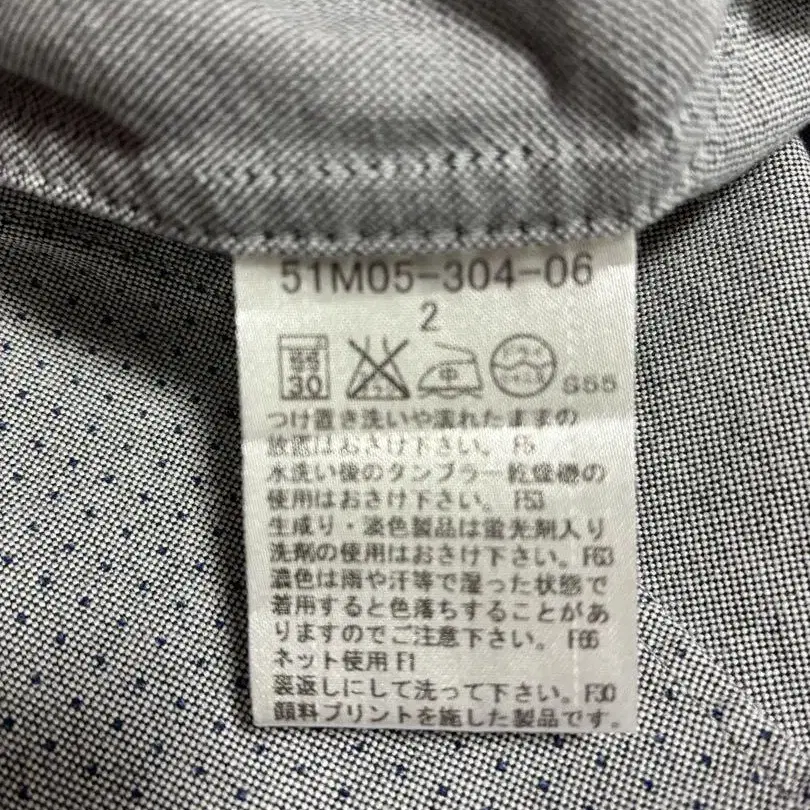 51M05-304-06
2
30 中 ドライ S55
つけ置き洗いや濡れたままの
放置はおさけ下さい。F5
水洗い後のタンブラー乾燥機の
使用はおさけ下さい。F53
生成り・淡色製品は蛍光剤入り
洗剤の使用はおさけ下さい。F63
濃色は雨や汗等で湿った状態で
着用すると色落ちすることがあ
りますのでご注意下さい。F66
ネット使用 F1
裏返しにして洗って下さい。F30
顔料プリントを施した製品です。